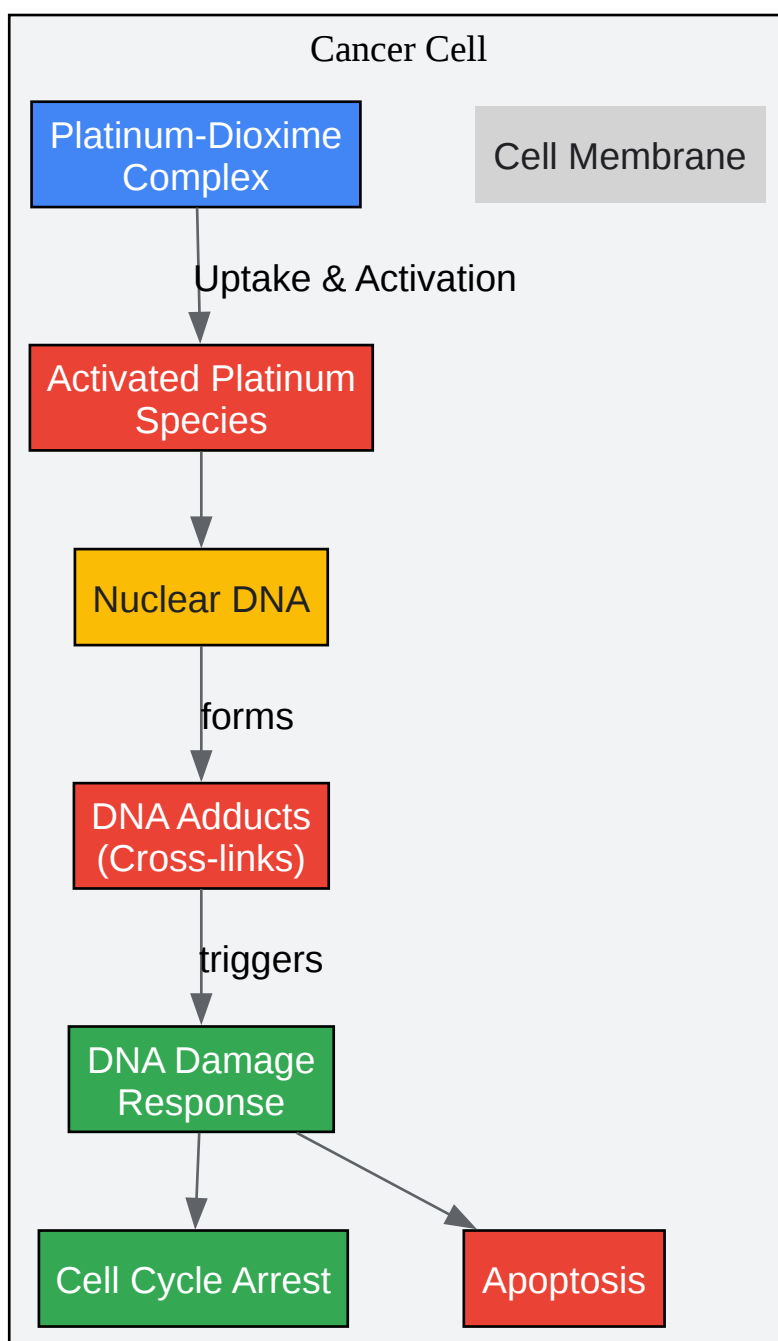 Cancer Cell
Platinum-Dioxime
Complex
Cell Membrane
Uptake & Activation
Activated Platinum
Species
Nuclear DNA
forms
DNA Adducts
(Cross-links)
triggers
DNA Damage
Response
Cell Cycle Arrest
Apoptosis